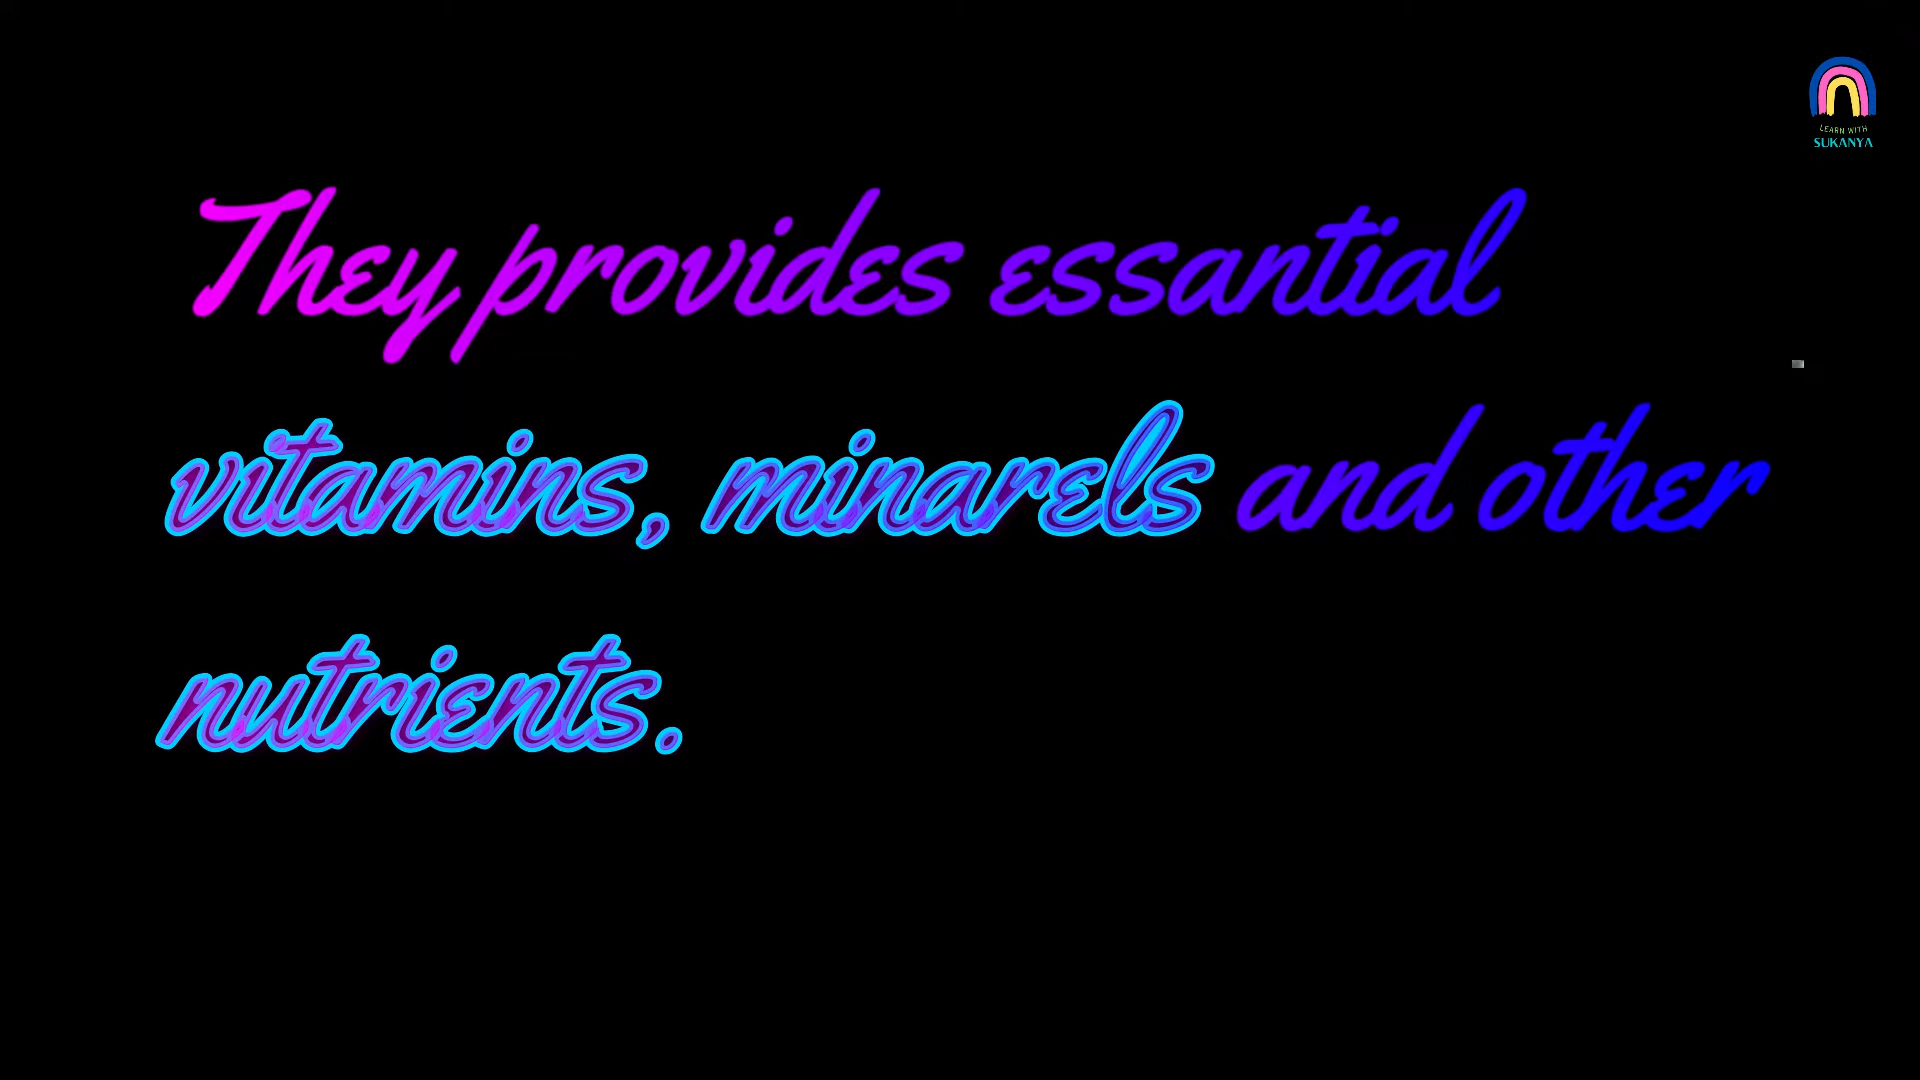 LEARN WITH
SUKANYA
They provides essantial
vitamins, minarels and other
nutrients.